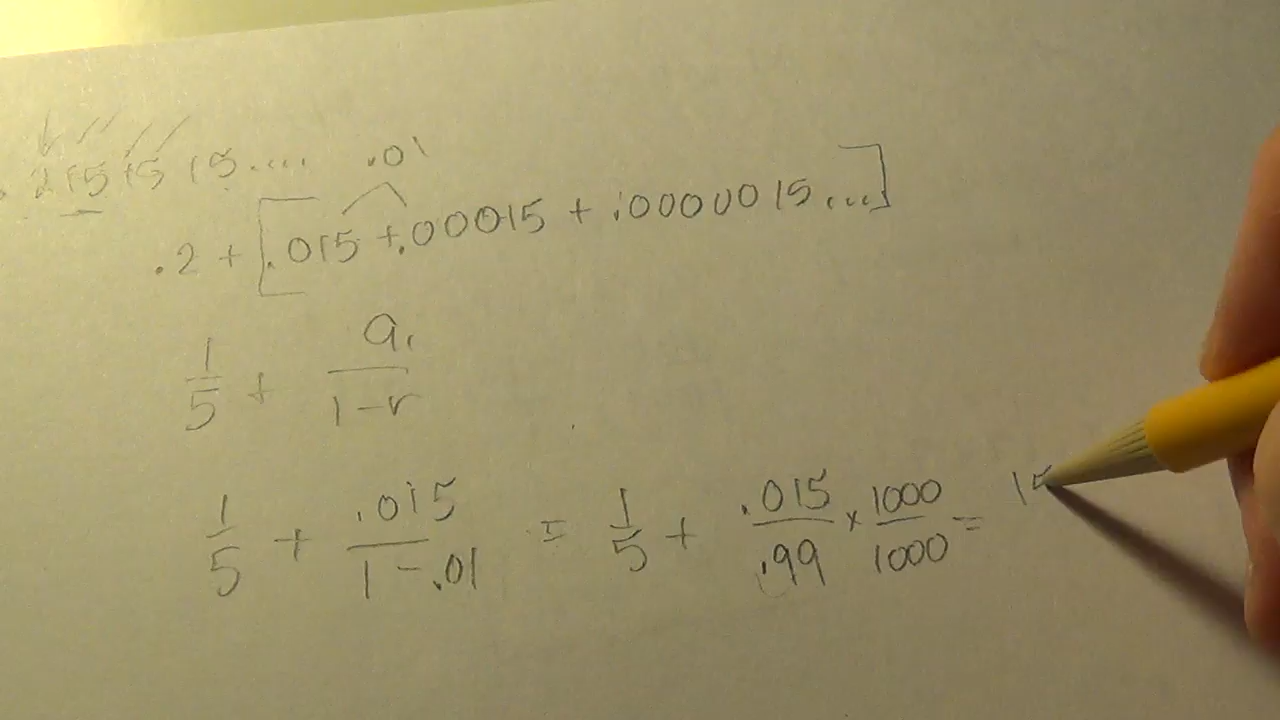 .2151515....
.01
.2 + [.015 + .00015 + .0000015...]
1/5 + a₁/(1-r)
1/5 + .015/(1-.01) = 1/5 + .015/.99 × 1000/1000 = 15